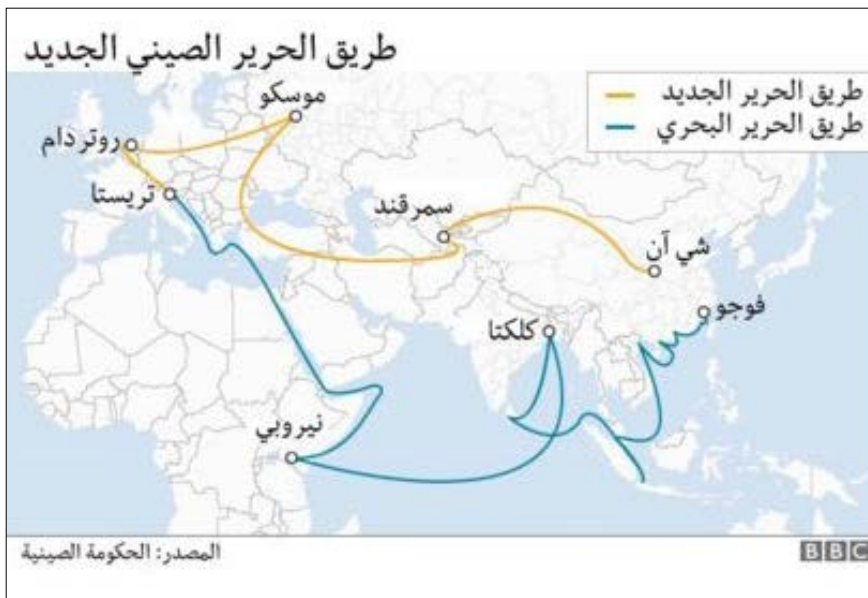 طريق الحرير الصيني الجديد
طريق الحرير الجديد
طريق الحرير البحري
موسكو
روتردام
تريستا
سمرقند
شي آن
فوجو
كلكتا
نيروبي
المصدر: الحكومة الصينية
BBC